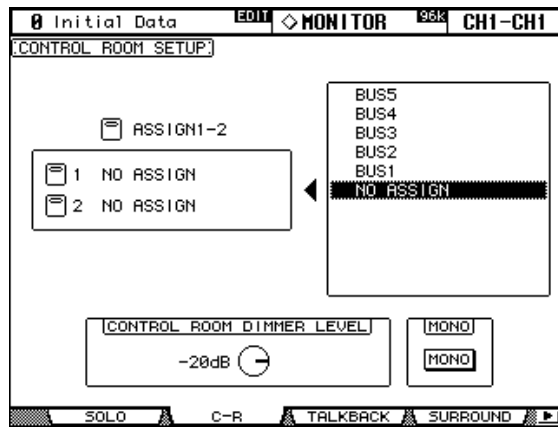 0 Initial Data EDIT ◇MONITOR 96K CH1-CH1
CONTROL ROOM SETUP
ASSIGN1-2
1 NO ASSIGN
2 NO ASSIGN
BUS5
BUS4
BUS3
BUS2
BUS1
NO ASSIGN
CONTROL ROOM DIMMER LEVEL
-20dB
MONO
MONO
SOLO C-R TALKBACK SURROUND